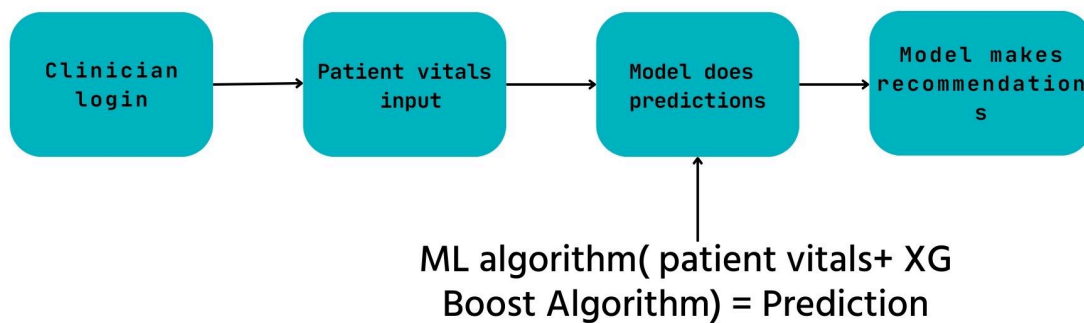 Clinician
login
Patient vitals
input
Model does
predictions
Model makes
recommendation
s
ML algorithm( patient vitals+ XG
Boost Algorithm) = Prediction